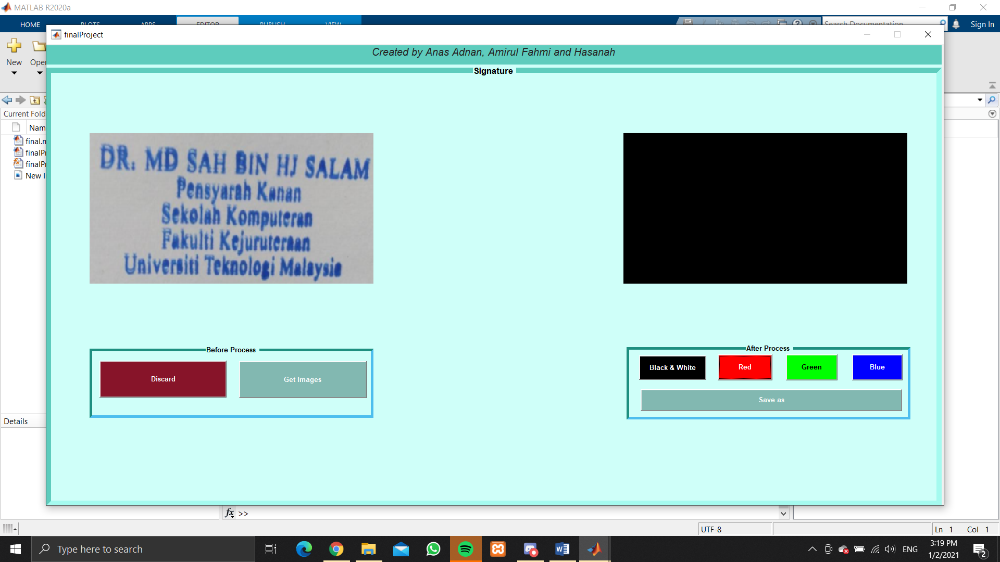 MATLAB R2020a
HOME
PLOTS
APPS
EDITOR
PUBLISH
VIEW
Search Documentation
Sign In
finalProject
New
Open
Created by Anas Adnan, Amirul Fahmi and Hasanah
Signature
Current Fold
Nam
final.m
finalPr
finalPr
New I
DR. MD SAH BIN HJ SALAM
Pensyarah Kanan
Sekolah Komputeran
Fakulti Kejuruteraan
Universiti Teknologi Malaysia
Before Process
Discard
Get Images
After Process
Black & White
Red
Green
Blue
Save as
Details
fx >>
UTF-8
Ln 1
Col 1
Type here to search
ENG
3:19 PM
1/2/2021
2